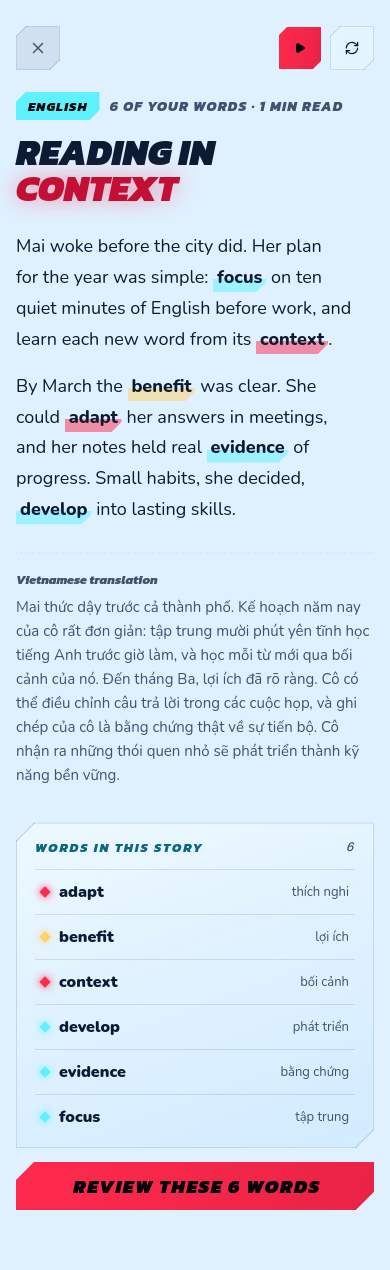 ENGLISH 6 OF YOUR WORDS · 1 MIN READ
READING IN
CONTEXT
Mai woke before the city did. Her plan
for the year was simple: focus on ten
quiet minutes of English before work, and
learn each new word from its context.
By March the benefit was clear. She
could adapt her answers in meetings,
and her notes held real evidence of
progress. Small habits, she decided,
develop into lasting skills.
Vietnamese translation
Mai thức dậy trước cả thành phố. Kế hoạch năm nay
của cô rất đơn giản: tập trung mười phút yên tĩnh học
tiếng Anh trước giờ làm, và học mỗi từ mới qua bối
cảnh của nó. Đến tháng Ba, lợi ích đã rõ ràng. Cô có
thể điều chỉnh câu trả lời trong các cuộc họp, và ghi
chép của cô là bằng chứng thật về sự tiến bộ. Cô
nhận ra những thói quen nhỏ sẽ phát triển thành kỹ
năng bền vững.
WORDS IN THIS STORY 6
adapt thích nghi
benefit lợi ích
context bối cảnh
develop phát triển
evidence bằng chứng
focus tập trung
REVIEW THESE 6 WORDS